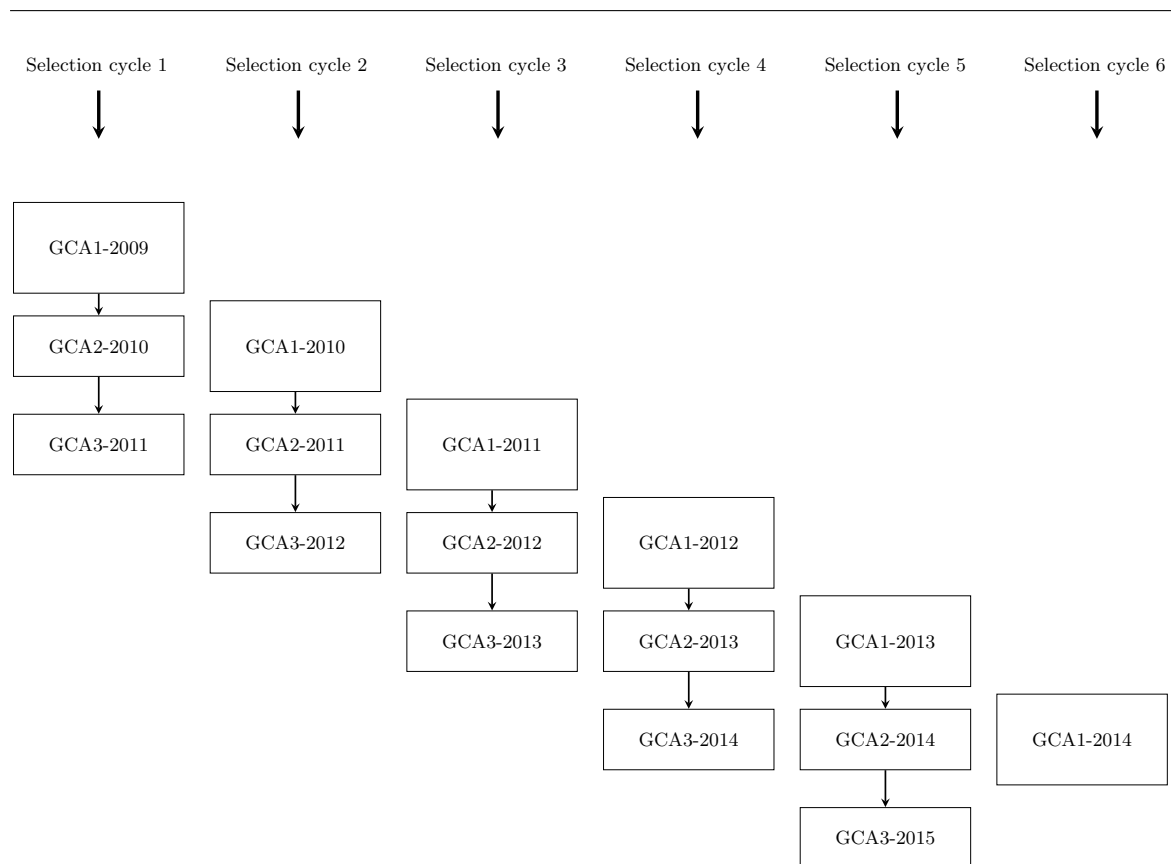 Selection cycle 1 Selection cycle 2 Selection cycle 3 Selection cycle 4 Selection cycle 5 Selection cycle 6
GCA1-2009
GCA2-2010 GCA1-2010
GCA3-2011 GCA2-2011 GCA1-2011
GCA3-2012 GCA2-2012 GCA1-2012
GCA3-2013 GCA2-2013 GCA1-2013
GCA3-2014 GCA2-2014 GCA1-2014
GCA3-2015